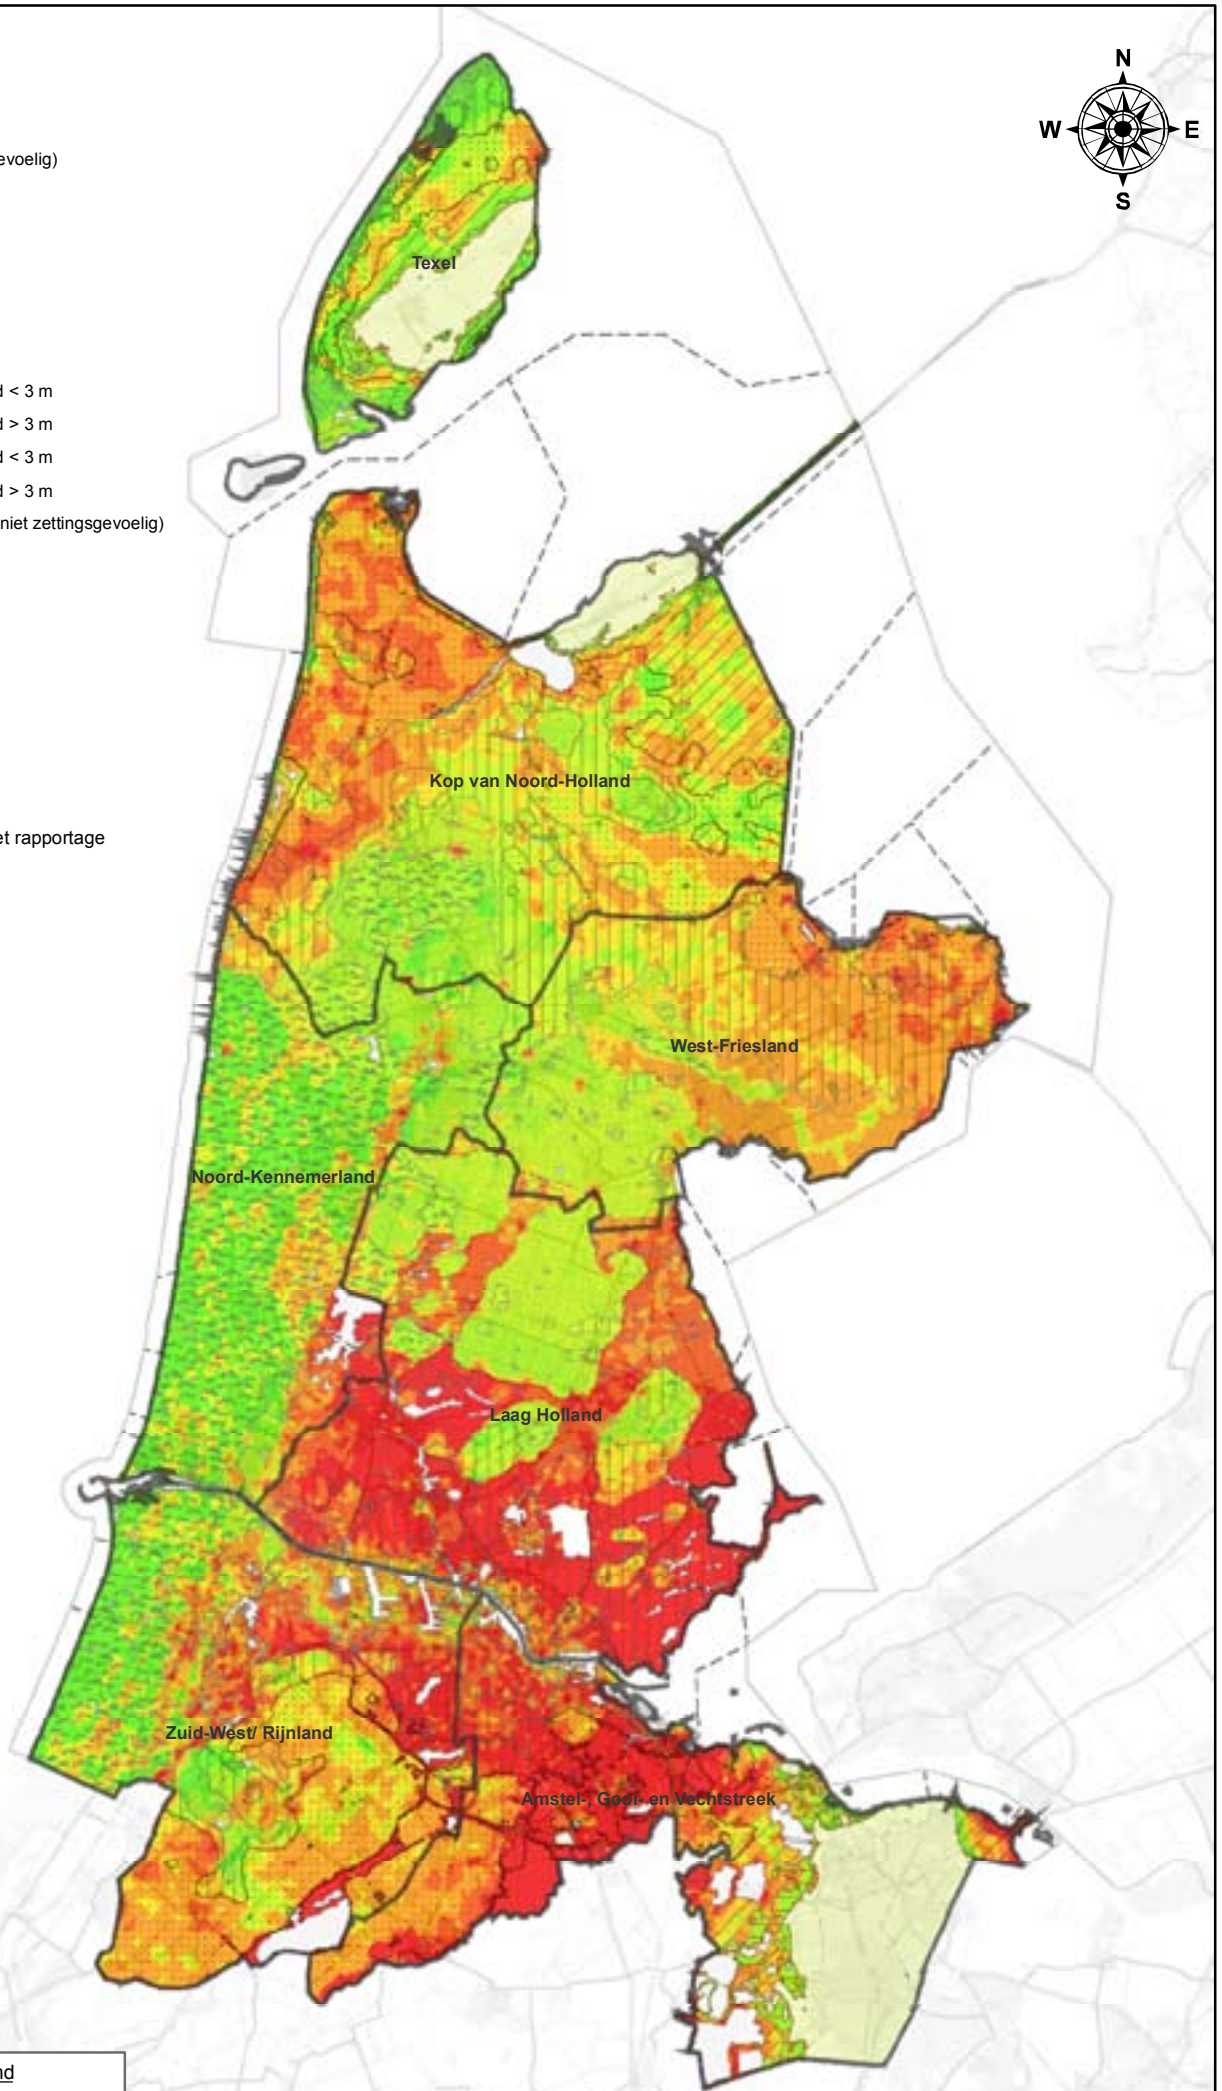 N
W E
S
evoelig)
Texel
d < 3 m
d > 3 m
d < 3 m
d > 3 m
niet zettingsgevoelig)
Kop van Noord-Holland
et rapportage
West-Friesland
Noord-Kennemerland
Laag Holland
Zuid-West/ Rijnland
Amstel-, Gooi- en Vechtstreek
nd